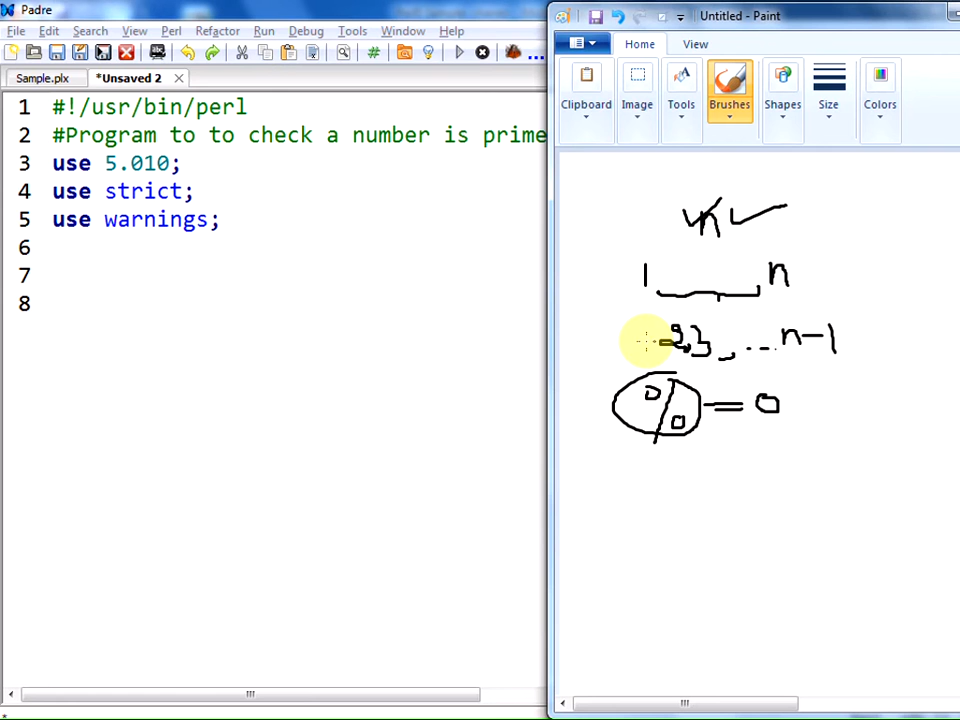 Padre
File Edit Search View Perl Refactor Run Debug Tools Window Help
Sample.plx *Unsaved 2
1 #!/usr/bin/perl
2 #Program to to check a number is prime
3 use 5.010;
4 use strict;
5 use warnings;
6
7
8
Untitled - Paint
Home View
Clipboard Image Tools Brushes Shapes Size Colors
n
1 n
2,3, ... n-1
% = 0